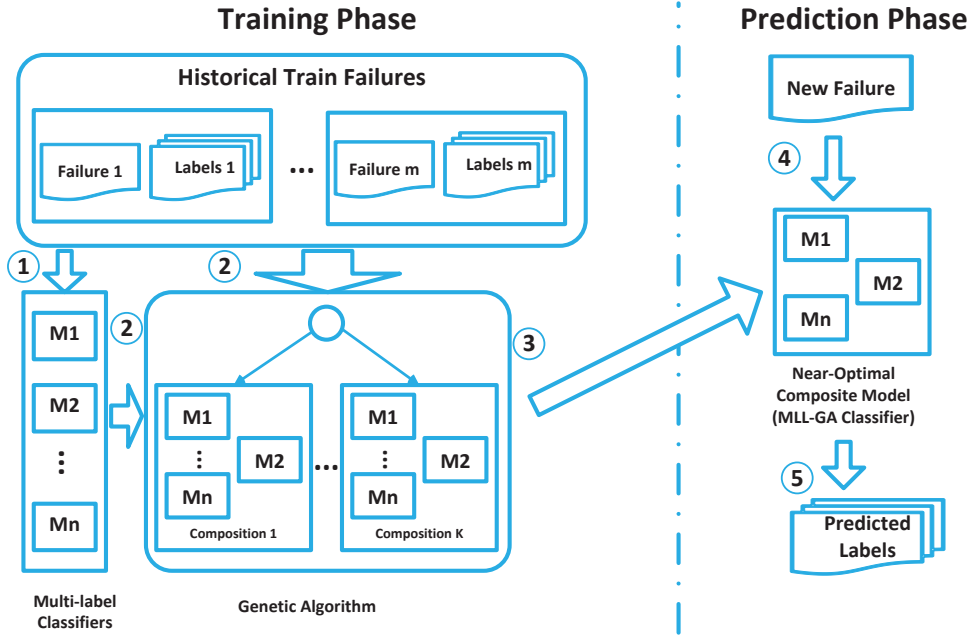 Training Phase
Historical Train Failures
Failure 1
Labels 1
...
Failure m
Labels m
1
2
M1
M2
⋮
Mn
Multi-label
Classifiers
2
M1
⋮
M2
Mn
Composition 1
...
M1
⋮
M2
Mn
Composition K
Genetic Algorithm
3
Prediction Phase
New Failure
4
M1
M2
Mn
Near-Optimal
Composite Model
(MLL-GA Classifier)
5
Predicted
Labels